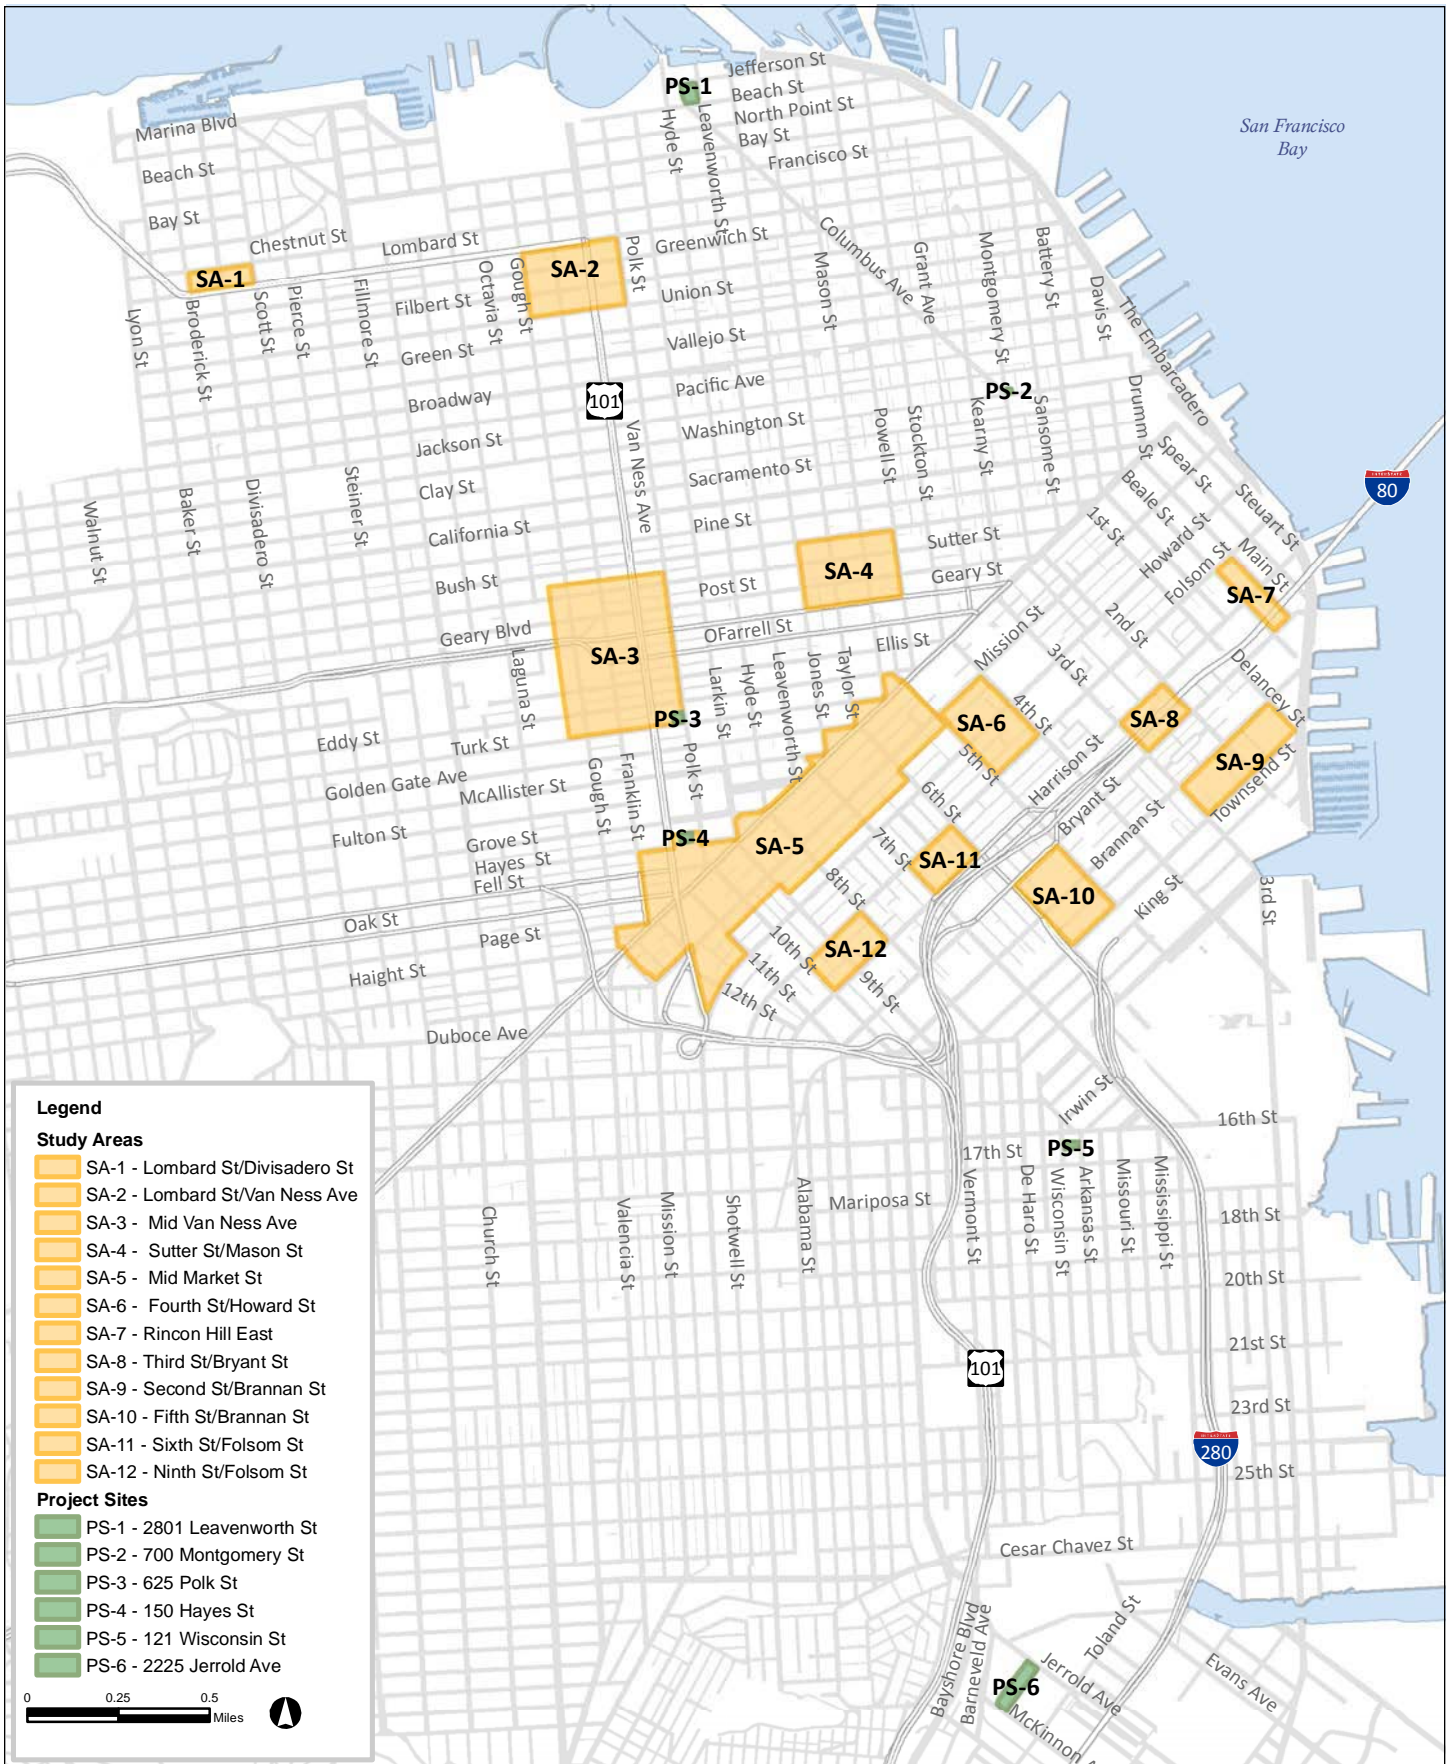 Jefferson St
PS-1
Beach St
North Point St
Marina Blvd
Bay St
San Francisco
Bay
Hyde St
Leavenworth St
Francisco St
Beach St
Bay St
Chestnut St
Lombard St
Greenwich St
Columbus Ave
Polk St
SA-1
SA-2
Octavia St
Gough St
Mason St
Grant Ave
Montgomery St
Battery St
Davis St
The Embarcadero
Lyon St
Broderick St
Scott St
Pierce St
Fillmore St
Filbert St
Union St
Green St
Vallejo St
101
Pacific Ave
PS-2
Broadway
Washington St
Jackson St
Van Ness Ave
Powell St
Stockton St
Kearny St
Sansome St
Drumm St
Spear St
Sacramento St
Clay St
80
Walnut St
Baker St
Divisadero St
Steiner St
California St
Pine St
Beale St
Steuart St
1st St
Howard St
Main St
Folsom St
Sutter St
SA-4
Geary St
Bush St
Post St
SA-7
Geary Blvd
OFarrell St
Ellis St
Mission St
2nd St
SA-3
Laguna St
3rd St
Delancey St
Larkin St
Hyde St
Leavenworth St
Jones St
Taylor St
PS-3
SA-6
4th St
SA-8
Eddy St
Turk St
5th St
SA-9
Townsend St
Golden Gate Ave
McAllister St
Gough St
Franklin St
Polk St
6th St
Harrison St
Bryant St
Fulton St
Grove St
PS-4
SA-5
7th St
SA-11
Brannan St
Hayes St
Fell St
8th St
SA-10
King St
3rd St
Oak St
Page St
10th St
SA-12
Haight St
11th St
9th St
12th St
Duboce Ave
Irwin St
16th St
17th St
PS-5
Church St
Valencia St
Mission St
Shotwell St
Alabama St
Mariposa St
Vermont St
De Haro St
Wisconsin St
Arkansas St
Missouri St
Mississippi St
18th St
20th St
21st St
101
23rd St
280
25th St
Cesar Chavez St
Bayshore Blvd
Barneveld Ave
Toland St
Jerrold Ave
Evans Ave
PS-6
McKinnon
Legend
Study Areas
SA-1 - Lombard St/Divisadero St
SA-2 - Lombard St/Van Ness Ave
SA-3 - Mid Van Ness Ave
SA-4 - Sutter St/Mason St
SA-5 - Mid Market St
SA-6 - Fourth St/Howard St
SA-7 - Rincon Hill East
SA-8 - Third St/Bryant St
SA-9 - Second St/Brannan St
SA-10 - Fifth St/Brannan St
SA-11 - Sixth St/Folsom St
SA-12 - Ninth St/Folsom St
Project Sites
PS-1 - 2801 Leavenworth St
PS-2 - 700 Montgomery St
PS-3 - 625 Polk St
PS-4 - 150 Hayes St
PS-5 - 121 Wisconsin St
PS-6 - 2225 Jerrold Ave
0 0.25 0.5
Miles